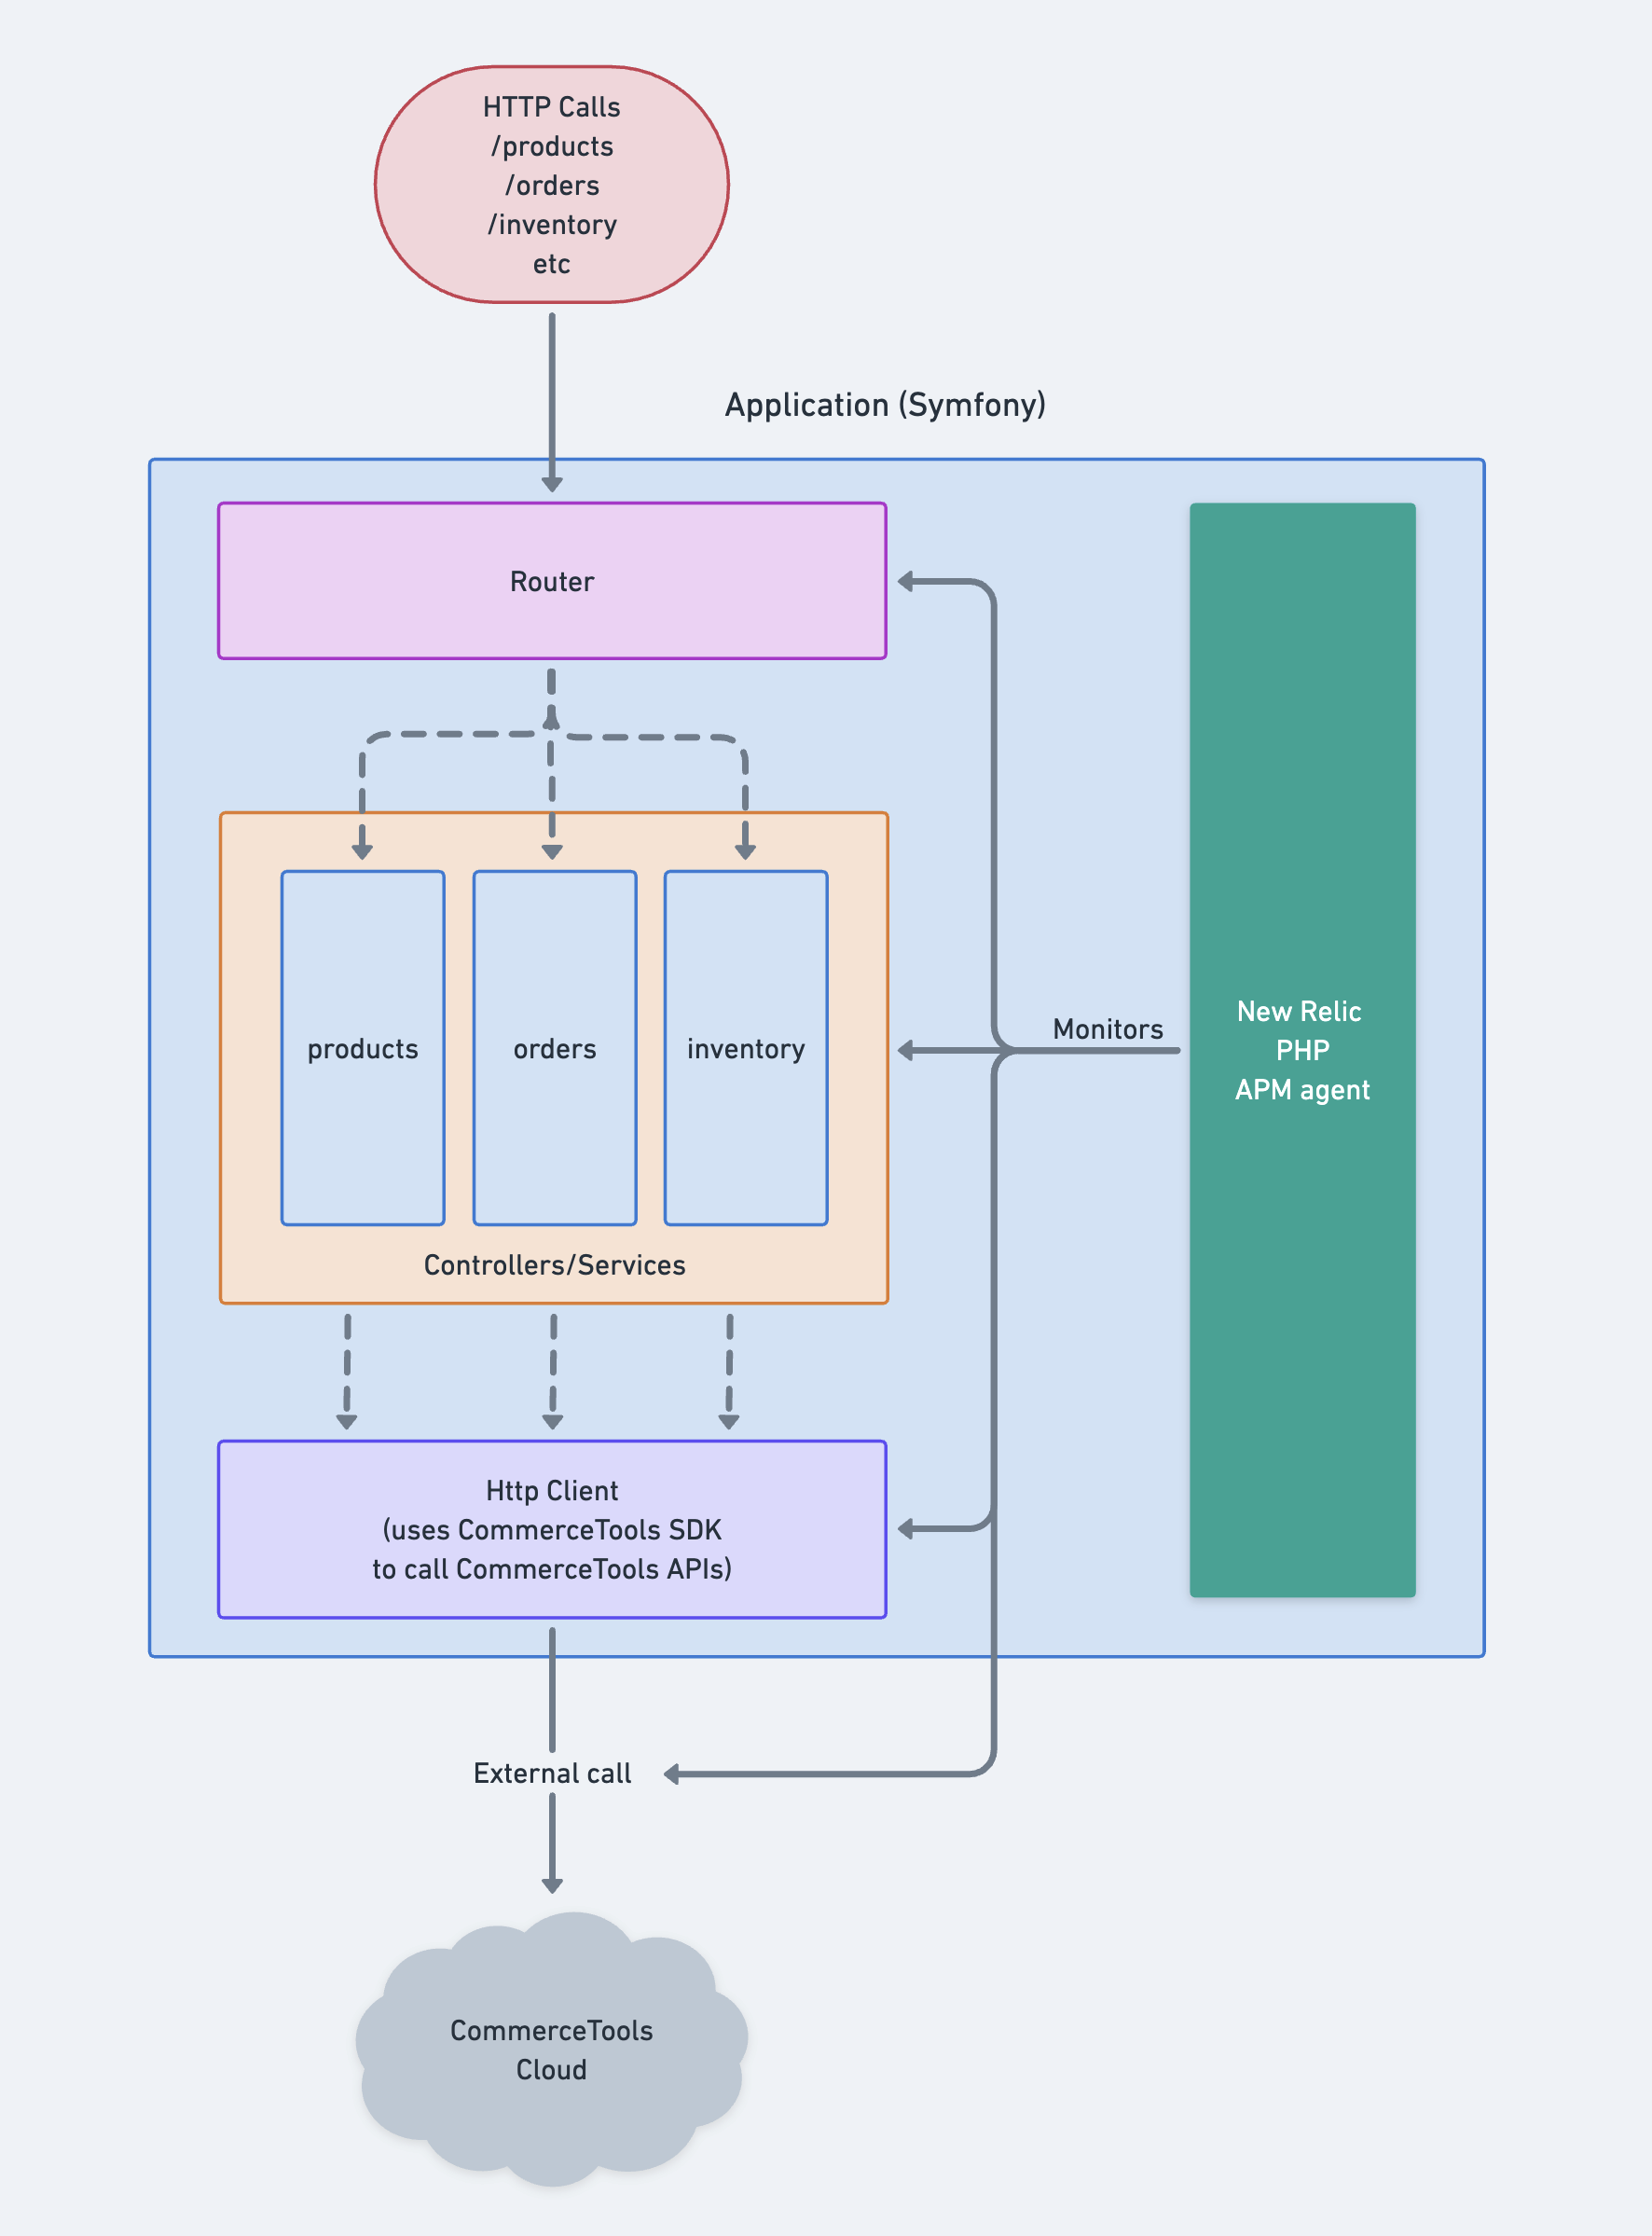 HTTP Calls
/products
/orders
/inventory
etc
Application (Symfony)
Router
products
orders
inventory
Controllers/Services
Monitors
New Relic
PHP
APM agent
Http Client
(uses CommerceTools SDK
to call CommerceTools APIs)
External call
CommerceTools
Cloud